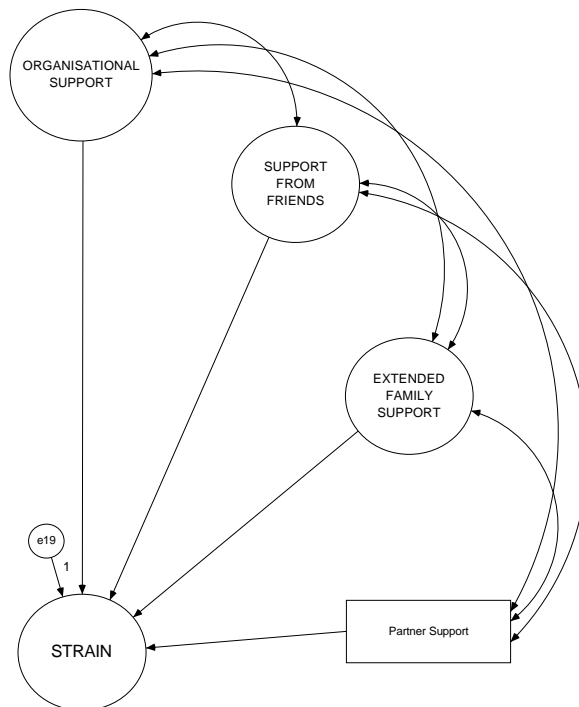 ORGANISATIONAL
SUPPORT
SUPPORT
FROM
FRIENDS
EXTENDED
FAMILY
SUPPORT
e19
1
STRAIN
Partner Support